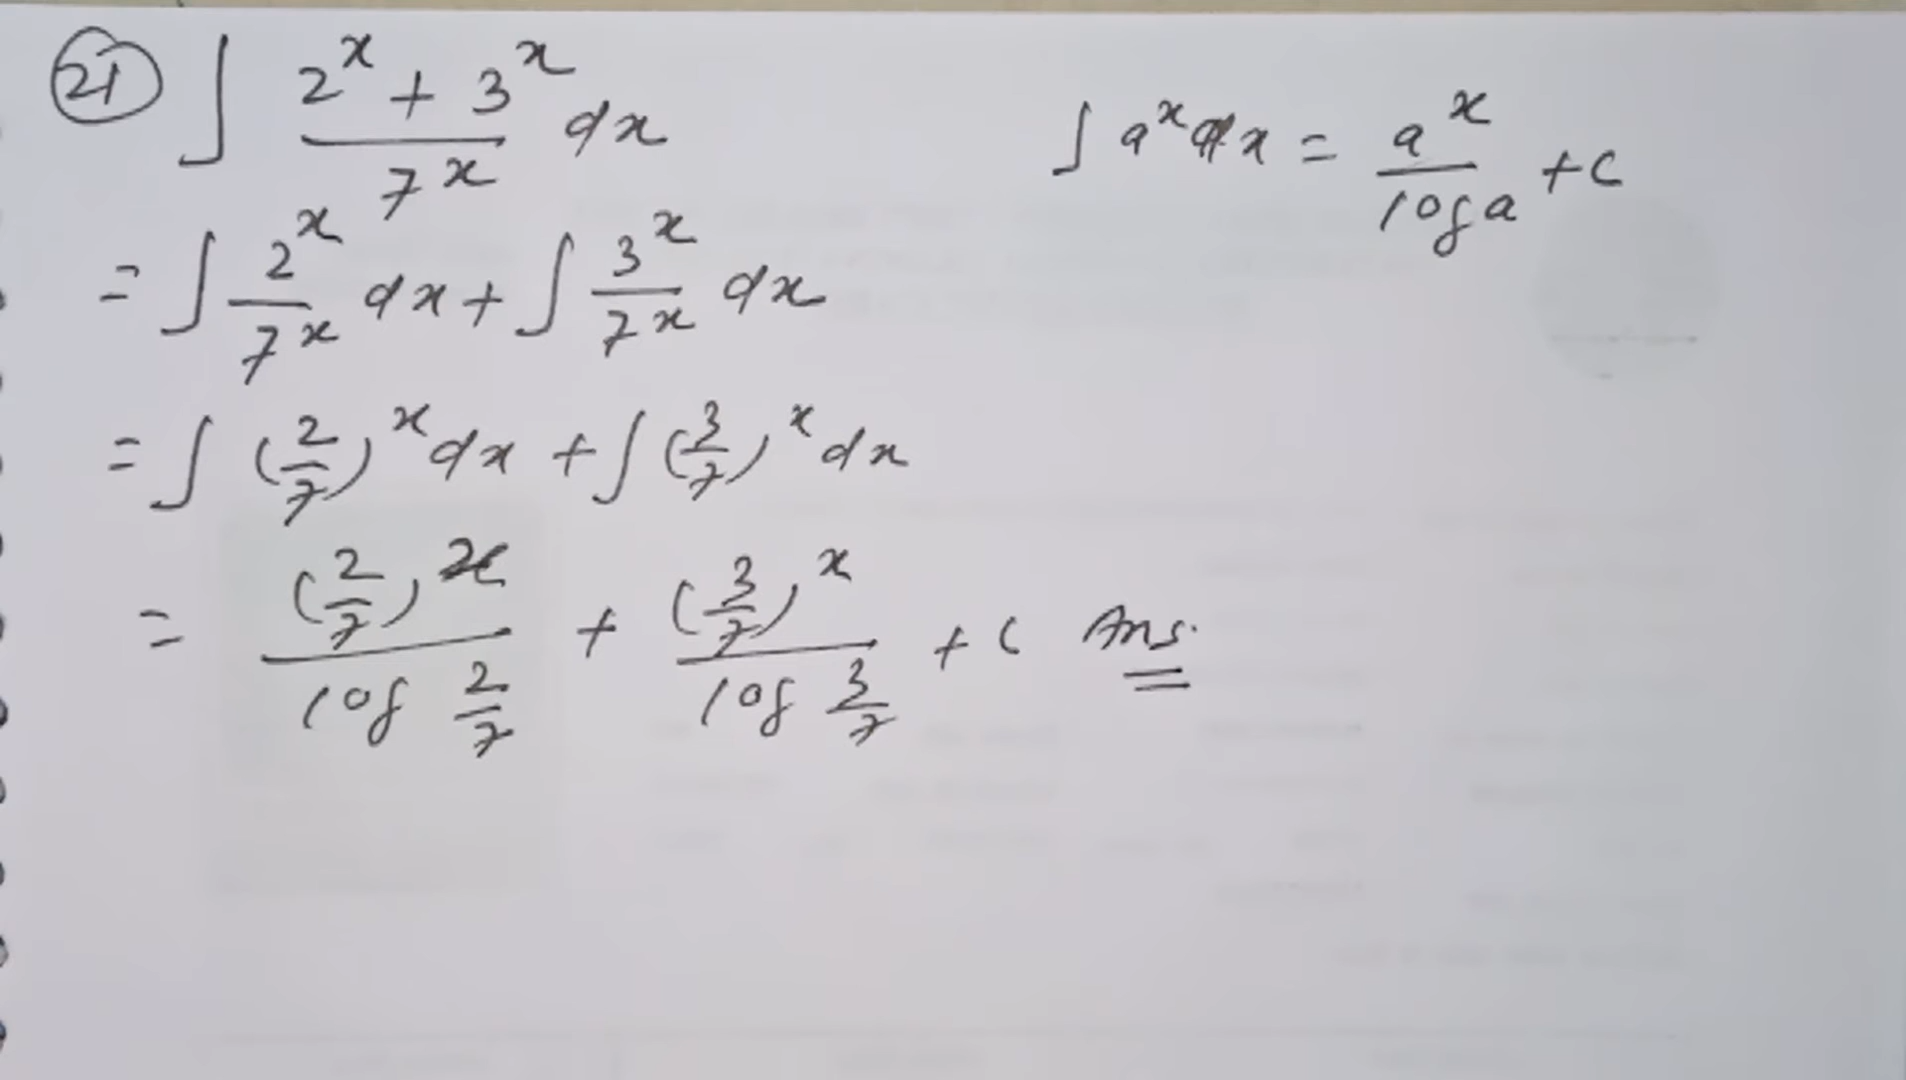 (21) ∫ (2^x + 3^x)/7^x dx
∫ a^x dx = a^x/log a + c
= ∫ 2^x/7^x dx + ∫ 3^x/7^x dx
= ∫ (2/7)^x dx + ∫ (3/7)^x dx
= (2/7)^x/log 2/7 + (3/7)^x/log 3/7 + c Ans.